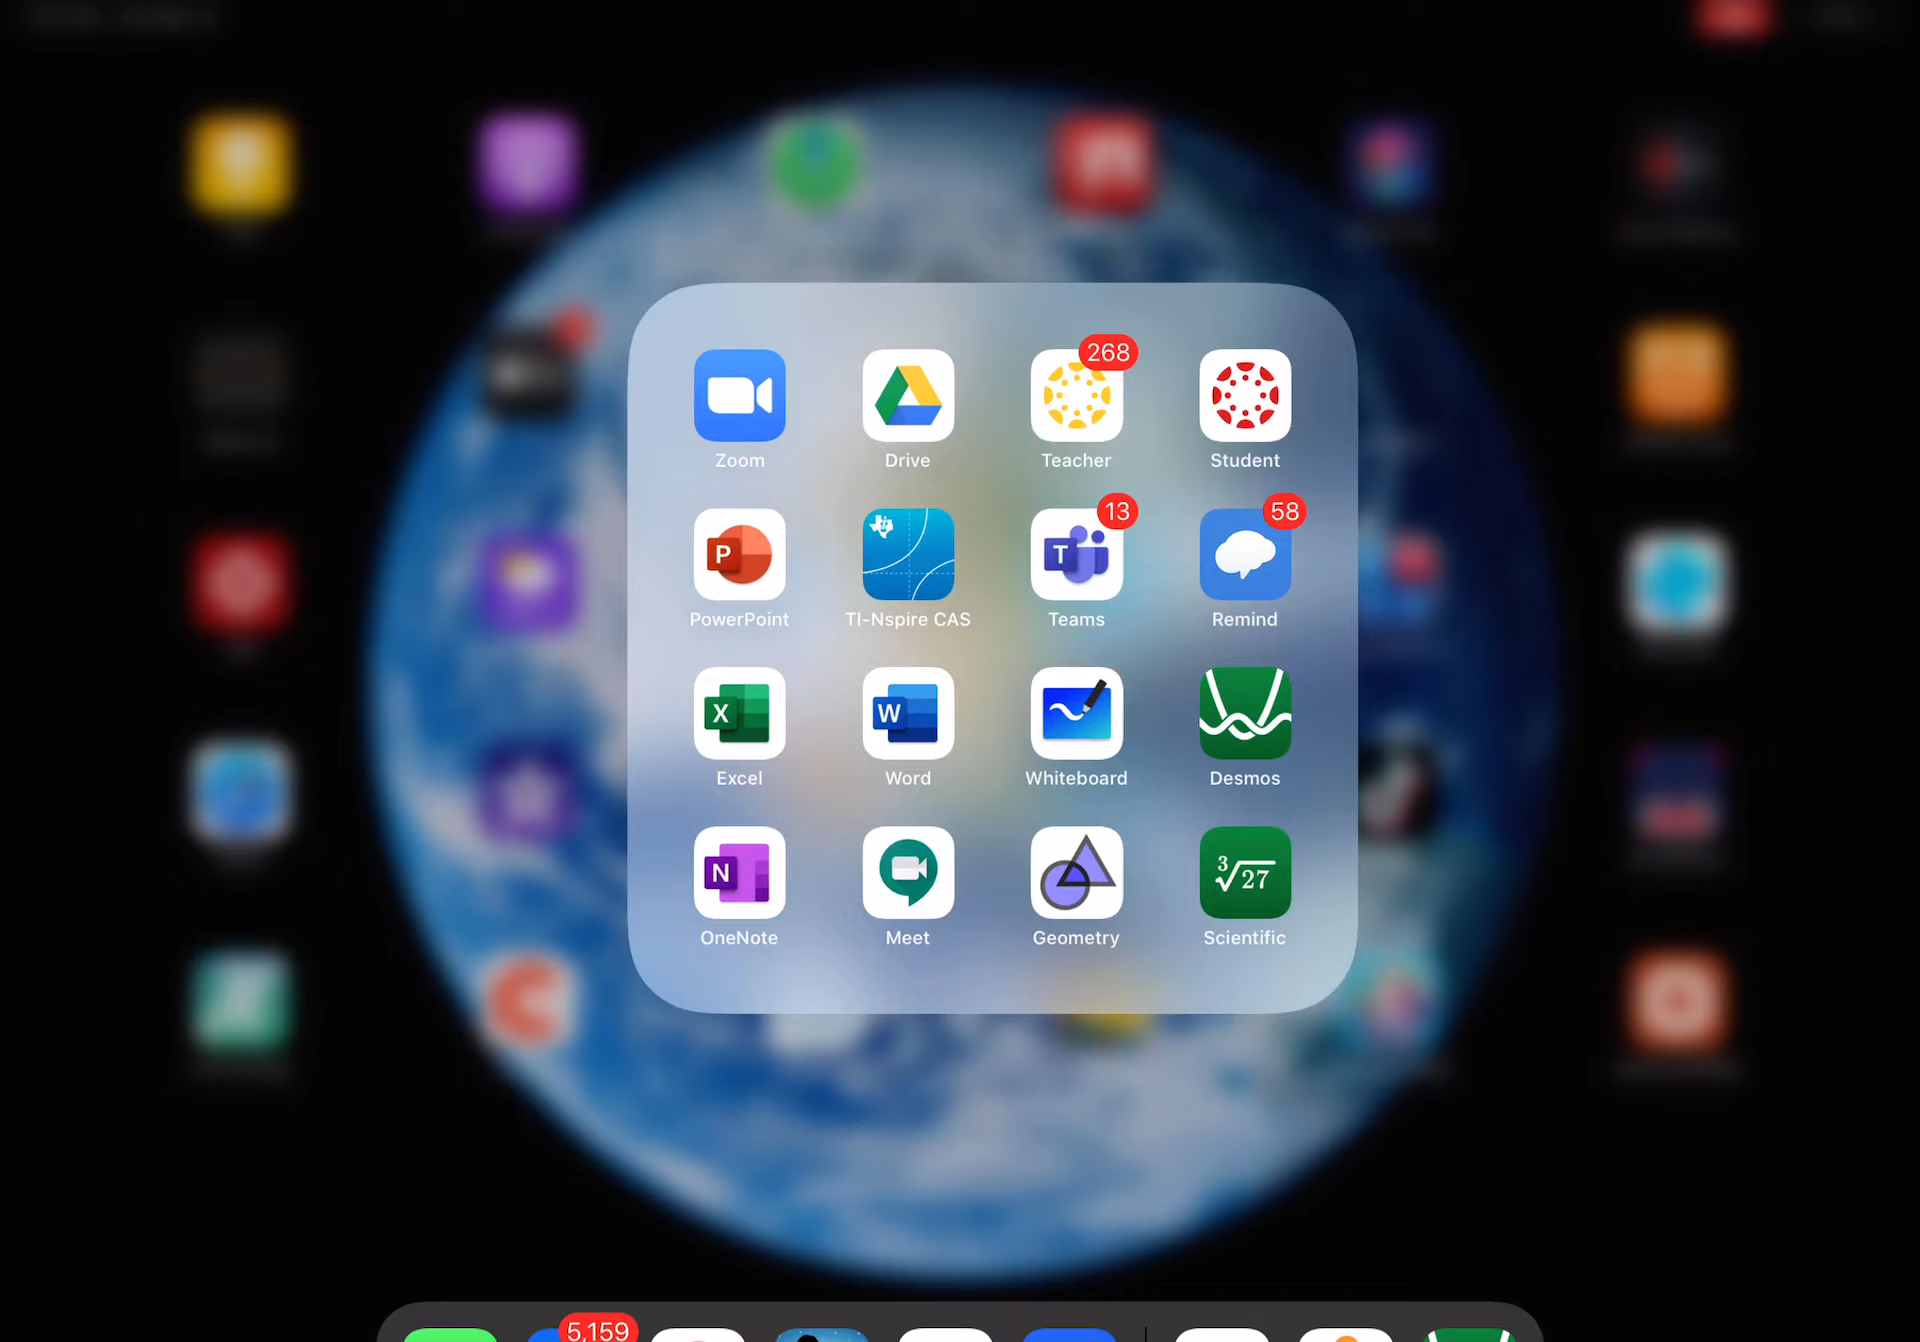 268
Zoom
Drive
Teacher
Student
13
58
P
T
PowerPoint
TI-Nspire CAS
Teams
Remind
X
W
Excel
Word
Whiteboard
Desmos
N
3√27
OneNote
Meet
Geometry
Scientific
5,159